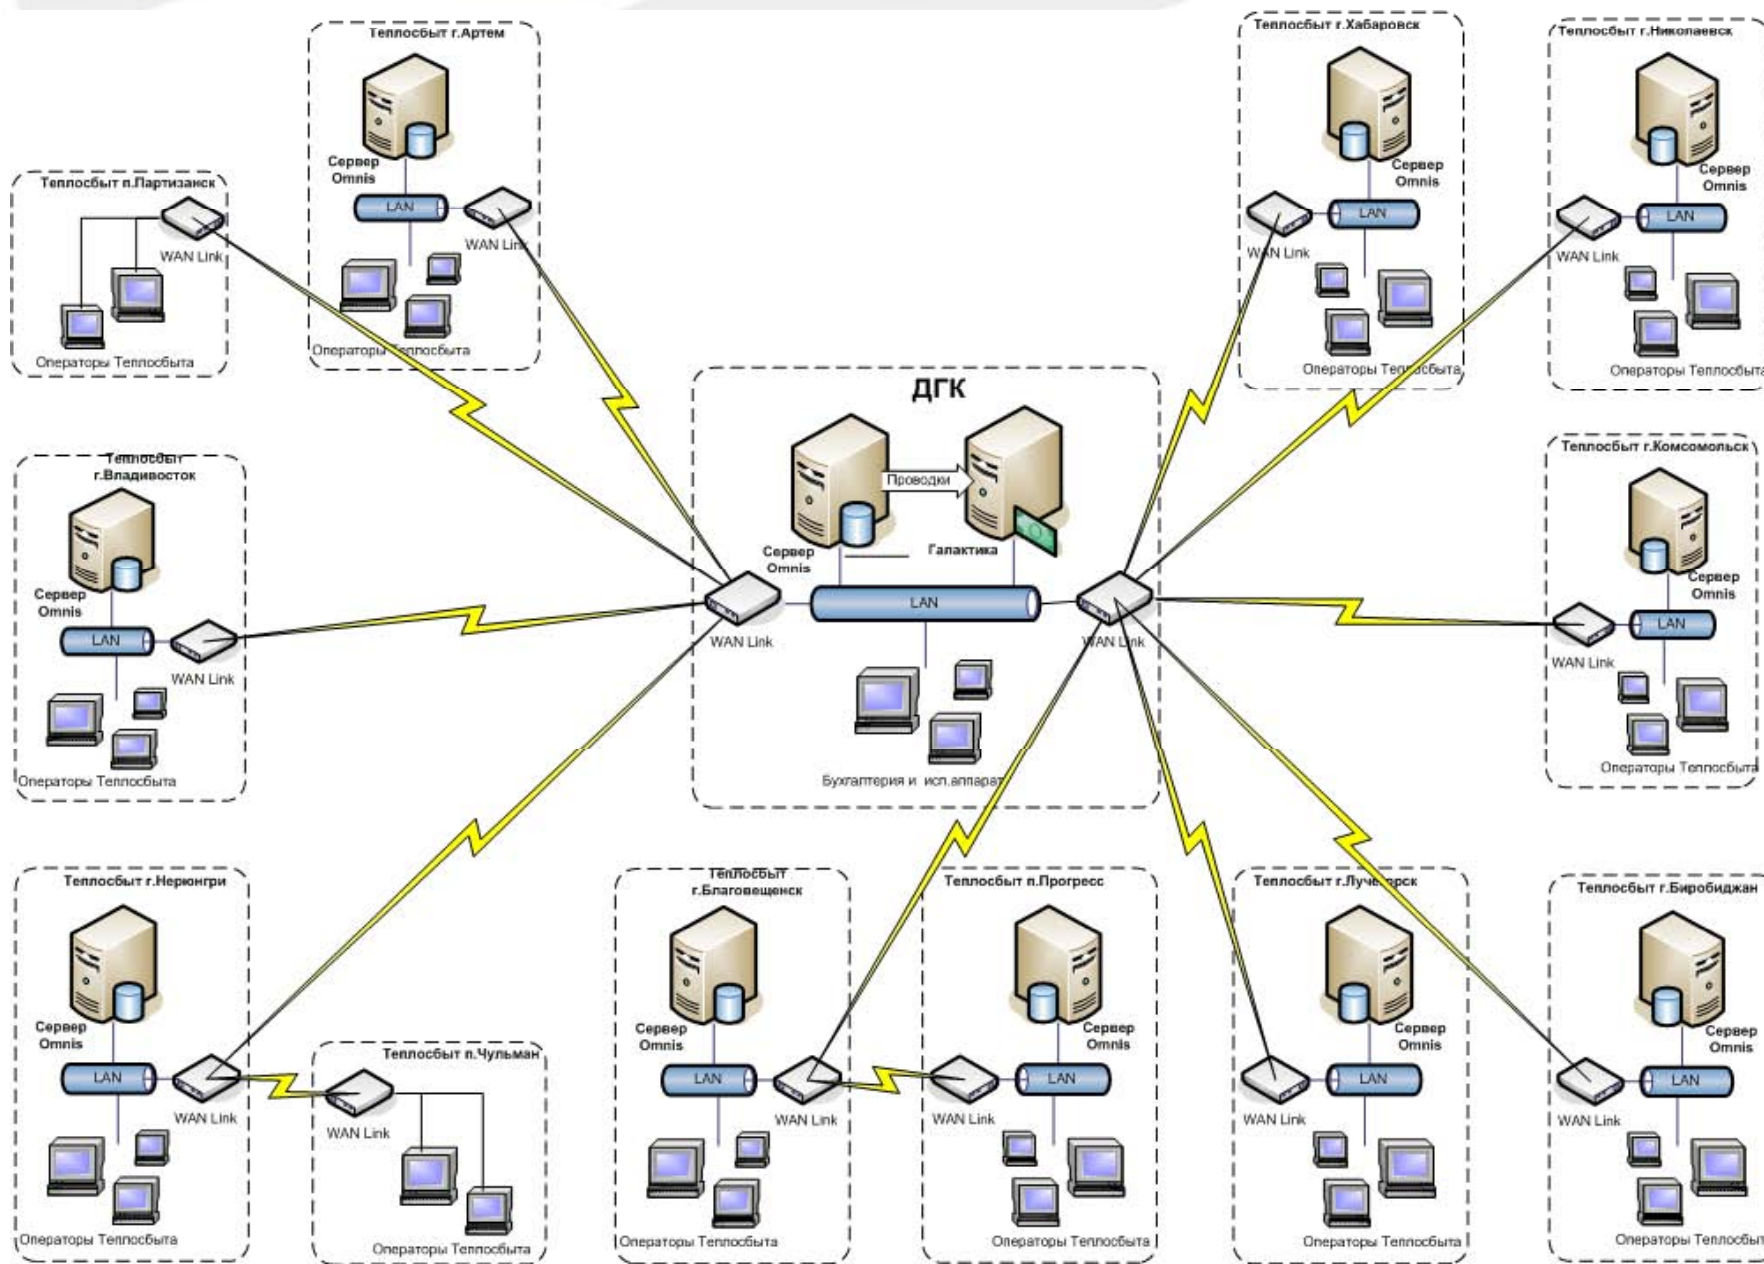 Теплосбыт г.Артем
Сервер
Omnis
LAN
WAN Link
Операторы Теплосбыта
Теплосбыт г.Хабаровск
Сервер
Omnis
LAN
WAN Link
Операторы Теплосбыта
Теплосбыт г.Николаевск
Сервер
Omnis
LAN
WAN Link
Операторы Теплосбыта
Теплосбыт п.Партизанск
WAN Link
Операторы Теплосбыта
ДГК
Проводки
Сервер
Omnis
Галактика
LAN
WAN Link
WAN Link
Бухгалтерия и исп.аппарат
Теплосбыт
г.Владивосток
Сервер
Omnis
LAN
WAN Link
Операторы Теплосбыта
Теплосбыт г.Комсомольск
Сервер
Omnis
LAN
WAN Link
Операторы Теплосбыта
Теплосбыт г.Нерюнгри
Сервер
Omnis
LAN
WAN Link
Операторы Теплосбыта
Теплосбыт п.Чульман
WAN Link
Операторы Теплосбыта
Теплосбыт
г.Благовещенск
Сервер
Omnis
LAN
WAN Link
Операторы Теплосбыта
Теплосбыт п.Прогресс
Сервер
Omnis
LAN
WAN Link
Операторы Теплосбыта
Теплосбыт г.Лучегорск
Сервер
Omnis
LAN
WAN Link
Операторы Теплосбыта
Теплосбыт г.Биробиджан
Сервер
Omnis
LAN
WAN Link
Операторы Теплосбыт